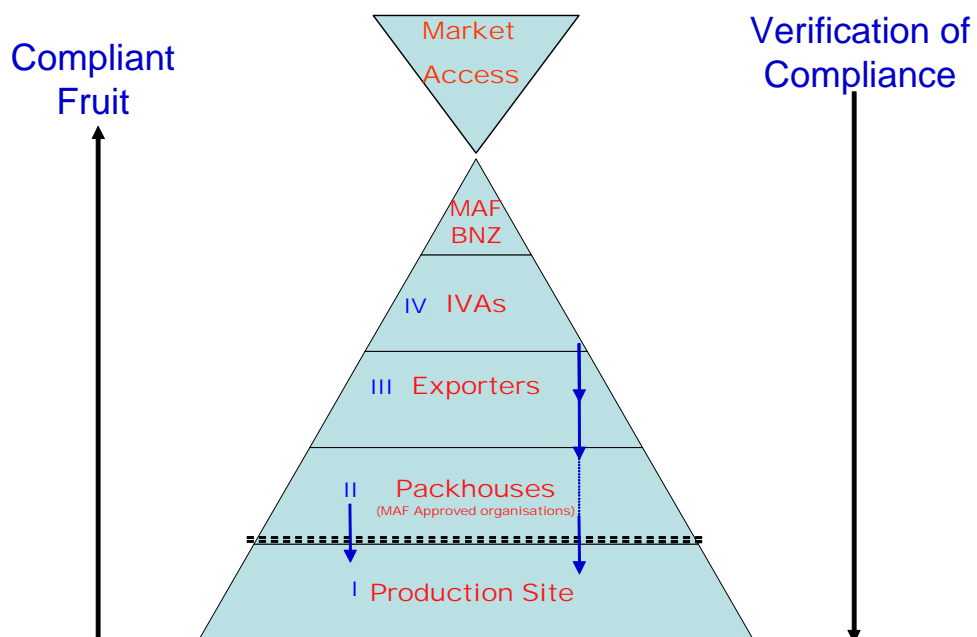 Compliant
Fruit
Market
Access
Verification of
Compliance
MAF
BNZ
IV IVAs
III Exporters
II Packhouses
(MAF Approved organisations)
I Production Site